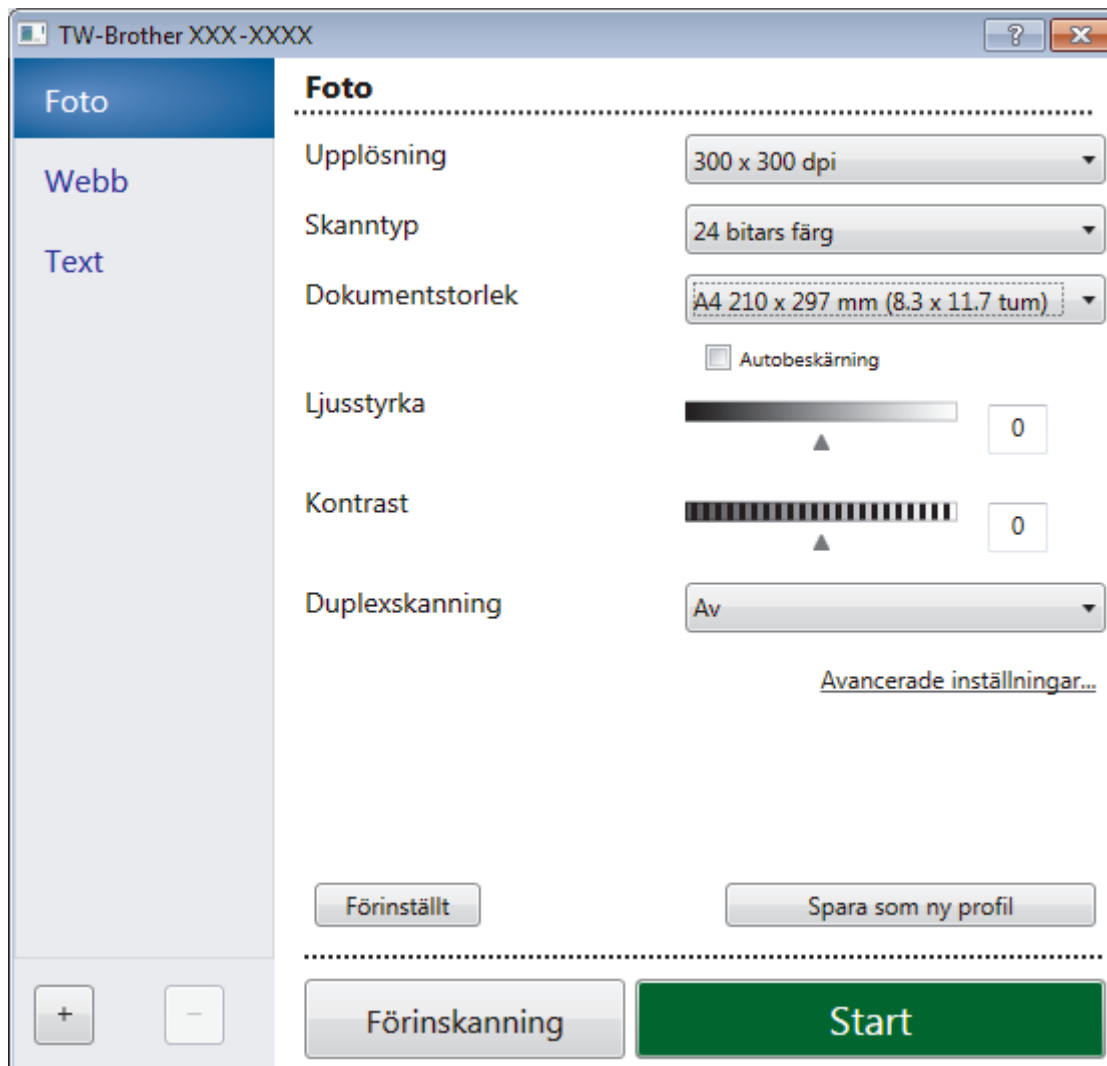 TW-Brother XXX-XXXX
Foto
Webb
Text
Foto
Upplösning
300 x 300 dpi
Skanntyp
24 bitars färg
Dokumentstorlek
A4 210 x 297 mm (8.3 x 11.7 tum)
Autobeskärning
Ljusstyrka
0
Kontrast
0
Duplexskanning
Av
Avancerade inställningar...
Förinställt
Spara som ny profil
+
−
Förinskanning
Start